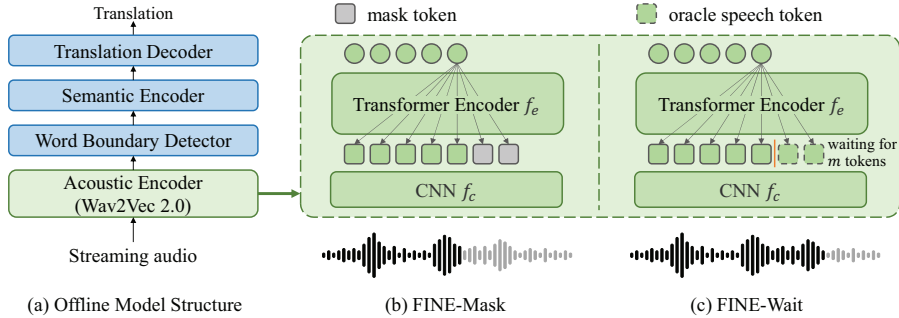 Translation
Translation Decoder
Semantic Encoder
Word Boundary Detector
Acoustic Encoder
(Wav2Vec 2.0)
Streaming audio
(a) Offline Model Structure
mask token
oracle speech token
Transformer Encoder fₑ
CNN f_c
(b) FINE-Mask
Transformer Encoder fₑ
waiting for
m tokens
CNN f_c
(c) FINE-Wait